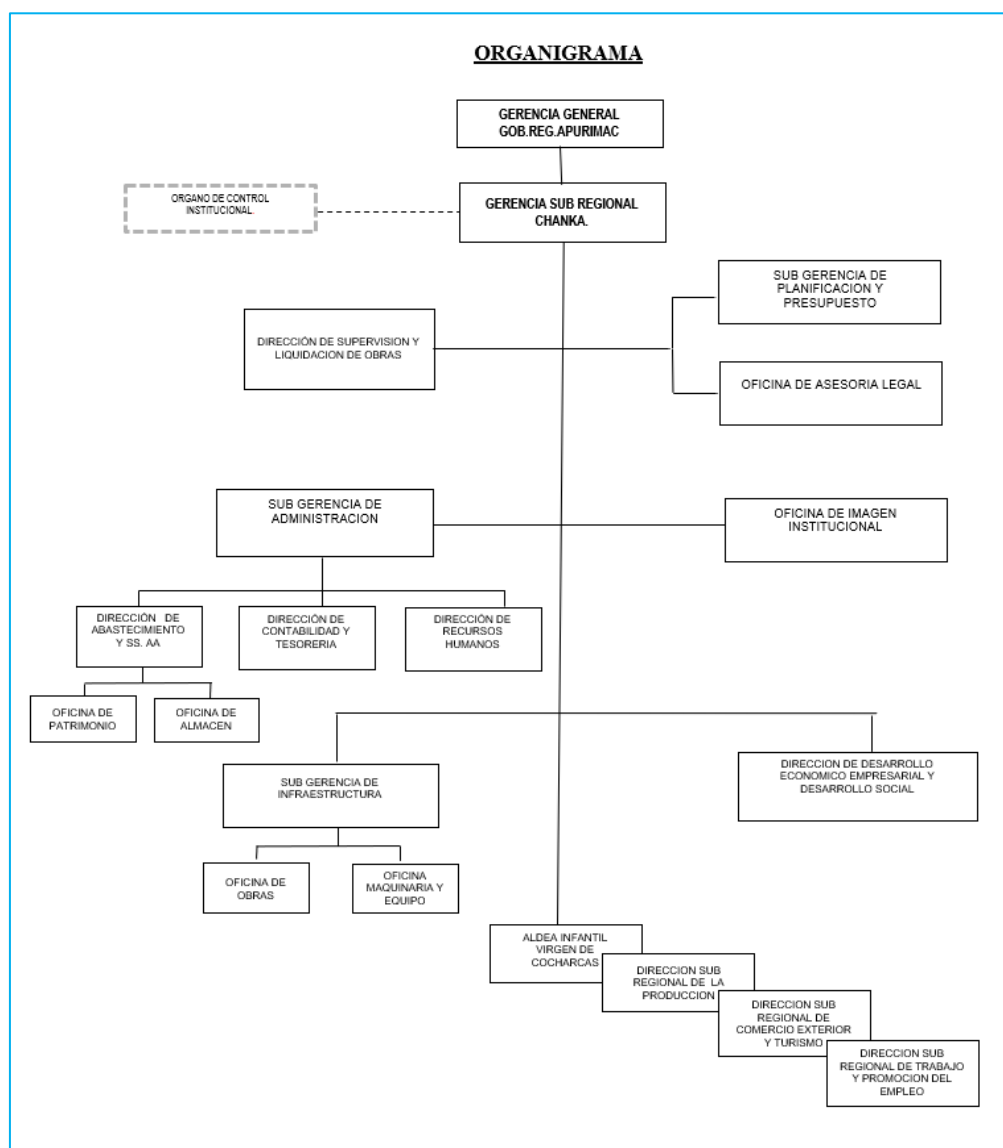 ORGANIGRAMA
GERENCIA GENERAL
GOB.REG.APURIMAC
ORGANO DE CONTROL
INSTITUCIONAL.
GERENCIA SUB REGIONAL
CHANKA.
SUB GERENCIA DE
PLANIFICACION Y
PRESUPUESTO
DIRECCIÓN DE SUPERVISION Y
LIQUIDACION DE OBRAS
OFICINA DE ASESORIA LEGAL
SUB GERENCIA DE
ADMINISTRACION
OFICINA DE IMAGEN
INSTITUCIONAL
DIRECCIÓN DE
ABASTECIMIENTO
Y SS. AA
DIRECCIÓN DE
CONTABILIDAD Y
TESORERIA
DIRECCIÓN DE
RECURSOS
HUMANOS
OFICINA DE
PATRIMONIO
OFICINA DE
ALMACEN
SUB GERENCIA DE
INFRAESTRUCTURA
DIRECCION DE DESARROLLO
ECONOMICO EMPRESARIAL Y
DESARROLLO SOCIAL
OFICINA DE
OBRAS
OFICINA
MAQUINARIA Y
EQUIPO
ALDEA INFANTIL
VIRGEN DE
COCHARCAS
DIRECCION SUB
REGIONAL DE LA
PRODUCCION
DIRECCION SUB
REGIONAL DE
COMERCIO EXTERIOR
Y TURISMO
DIRECCION SUB
REGIONAL DE TRABAJO
Y PROMOCION DEL
EMPLEO